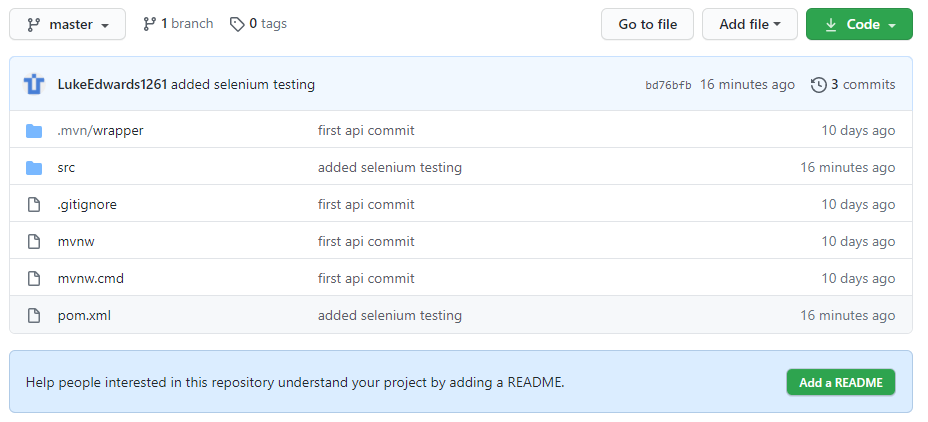 master 1 branch 0 tags Go to file Add file Code
LukeEdwards1261 added selenium testing bd76bfb 16 minutes ago 3 commits
.mvn/wrapper first api commit 10 days ago
src added selenium testing 16 minutes ago
.gitignore first api commit 10 days ago
mvnw first api commit 10 days ago
mvnw.cmd first api commit 10 days ago
pom.xml added selenium testing 16 minutes ago
Help people interested in this repository understand your project by adding a README. Add a README